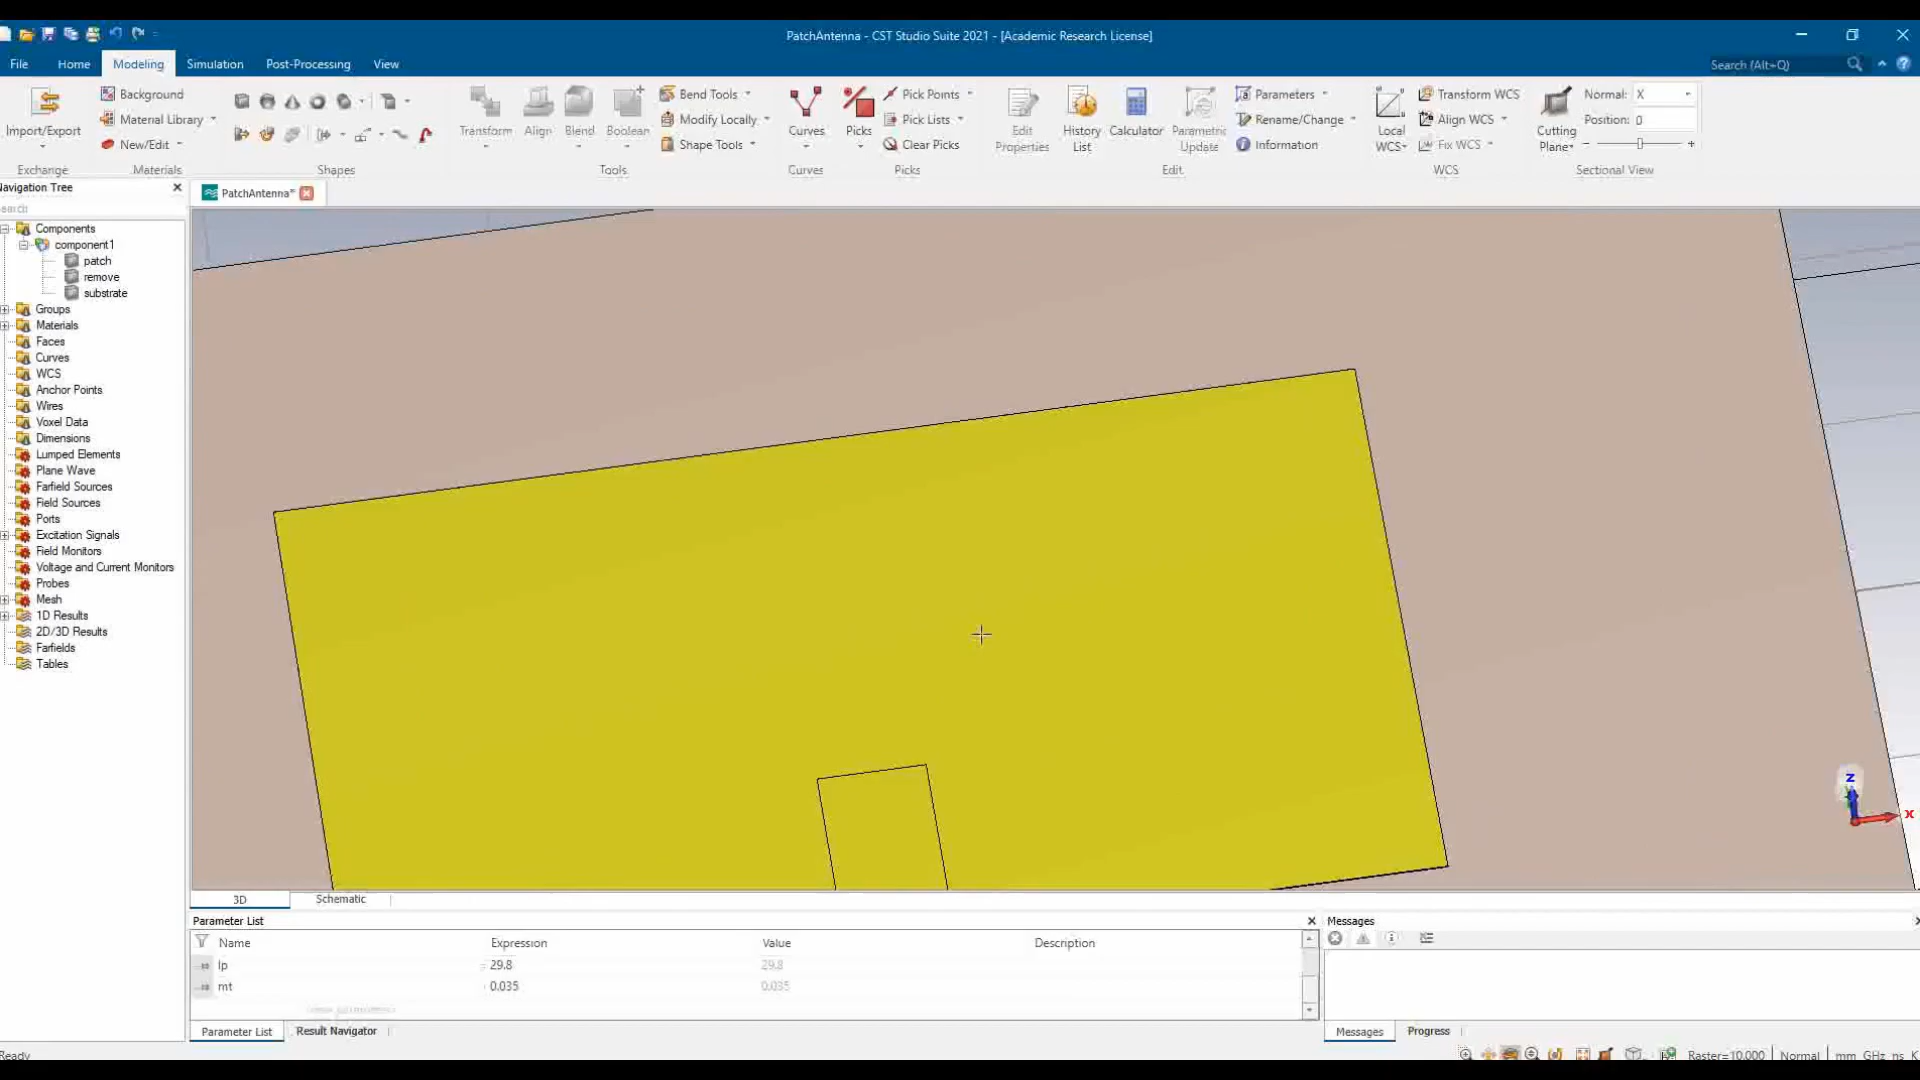 PatchAntenna - CST Studio Suite 2021 - [Academic Research License]
File Home Modeling Simulation Post-Processing View
Search (Alt+Q)
Import/Export
Exchange
Background
Material Library
New/Edit
Materials
Shapes
Transform Align Blend Boolean
Bend Tools
Modify Locally
Shape Tools
Tools
Curves
Curves
Picks
Pick Points
Pick Lists
Clear Picks
Picks
Edit Properties
History List
Calculator
Parametric Update
Parameters
Rename/Change
Information
Edit
Local WCS
Transform WCS
Align WCS
Fix WCS
WCS
Cutting Plane
Normal: X
Position: 0
Sectional View
Navigation Tree
PatchAntenna*
Components
component1
patch
remove
substrate
Groups
Materials
Faces
Curves
WCS
Anchor Points
Wires
Voxel Data
Dimensions
Lumped Elements
Plane Wave
Farfield Sources
Field Sources
Ports
Excitation Signals
Field Monitors
Voltage and Current Monitors
Probes
Mesh
1D Results
2D/3D Results
Farfields
Tables
z
x
3D Schematic
Parameter List
Name Expression Value Description
lp = 29.8 29.8
mt 0.035 0.035
Parameter List Result Navigator
Messages
Messages Progress
Ready
Raster=10.000 Normal mm GHz ns K